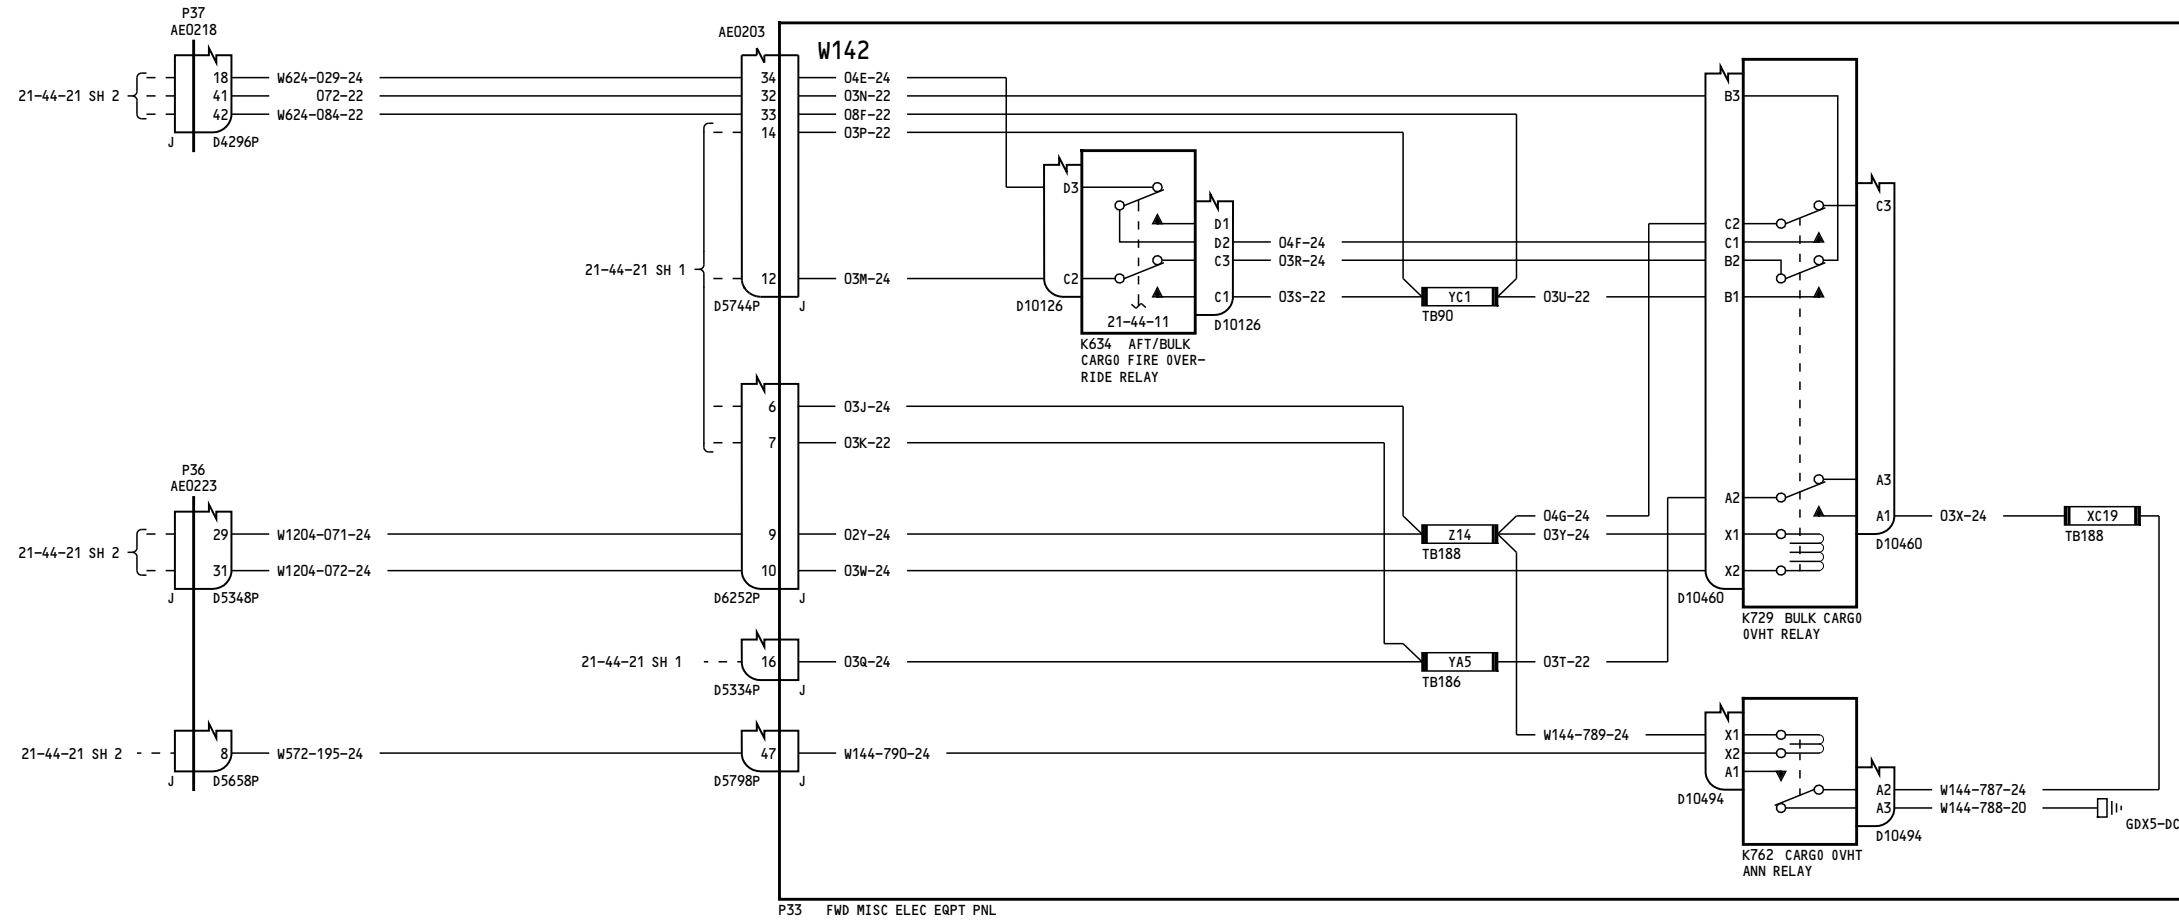 P37
AE0218
21-44-21 SH 2
18 W624-029-24
41 072-22
42 W624-084-22
J D4296P
AE0203
W142
34 04E-24
32 03N-22
33 08F-22
14 03P-22
21-44-21 SH 1
12 03M-24
D5744P J
D3
C2
D10126
21-44-11
D1
D2 04F-24
C3 03R-24
C1 03S-22
D10126
K634 AFT/BULK
CARGO FIRE OVER-
RIDE RELAY
YC1 03U-22
TB90
B3
C2
C1
B2
B1
A2
X1
X2
D10460
C3
A3
A1 03X-24
D10460
XC19
TB188
K729 BULK CARGO
OVHT RELAY
6 03J-24
7 03K-22
P36
AE0223
21-44-21 SH 2
29 W1204-071-24
31 W1204-072-24
J D5348P
9 02Y-24
10 03W-24
D6252P J
Z14
TB188
04G-24
03Y-24
21-44-21 SH 1
16 03Q-24
D5334P J
YA5 03T-22
TB186
21-44-21 SH 2
8 W572-195-24
J D5658P
47 W144-790-24
D5798P J
W144-789-24
X1
X2
A1
D10494
A2 W144-787-24
A3 W144-788-20
D10494
GDX5-DC
K762 CARGO OVHT
ANN RELAY
P33 FWD MISC ELEC EQPT PNL